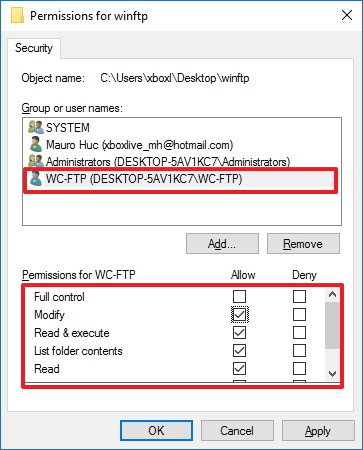 Permissions for winftp
Security
Object name: C:\Users\xboxl\Desktop\winftp
Group or user names:
SYSTEM
Mauro Huc (xboxlive_mh@hotmail.com)
Administrators (DESKTOP-5AV1KC7\Administrators)
WC-FTP (DESKTOP-5AV1KC7\WC-FTP)
Add... Remove
Permissions for WC-FTP Allow Deny
Full control
Modify
Read & execute
List folder contents
Read
OK Cancel Apply